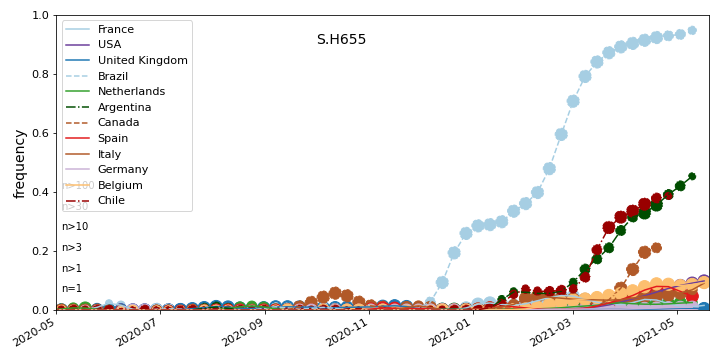 S.H655
frequency
1.0
0.8
0.6
0.4
0.2
0.0
France
USA
United Kingdom
Brazil
Netherlands
Argentina
Canada
Spain
Italy
Germany
Belgium
Chile
n>100
n>30
n>10
n>3
n>1
n=1
2020-05
2020-07
2020-09
2020-11
2021-01
2021-03
2021-05